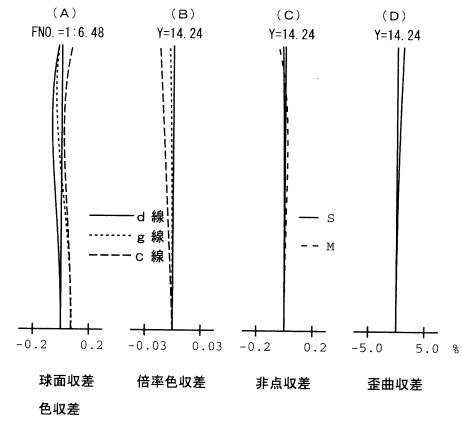 (A) (B) (C) (D)
FNO.=1:6.48 Y=14.24 Y=14.24 Y=14.24
d 線
g 線
c 線
S
M
-0.2 0.2 -0.03 0.03 -0.2 0.2 -5.0 5.0 %
球面収差 倍率色収差 非点収差 歪曲収差
色収差